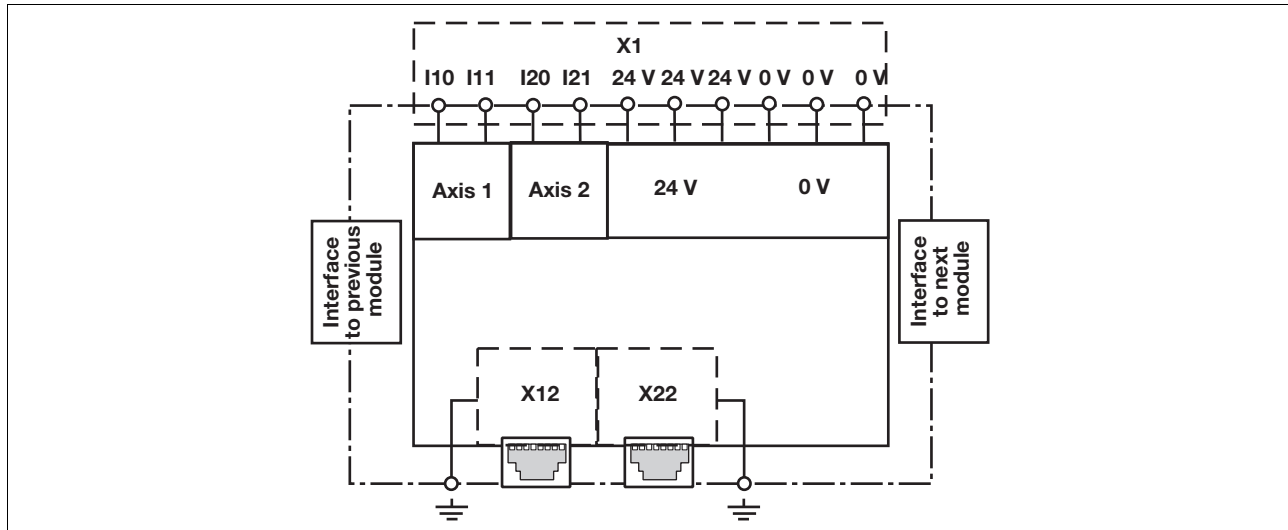 X1
I10 I11 I20 I21 24 V 24 V 24 V 0 V 0 V 0 V
Axis 1 Axis 2 24 V 0 V
Interface
to previous
module
Interface
to next
module
X12 X22